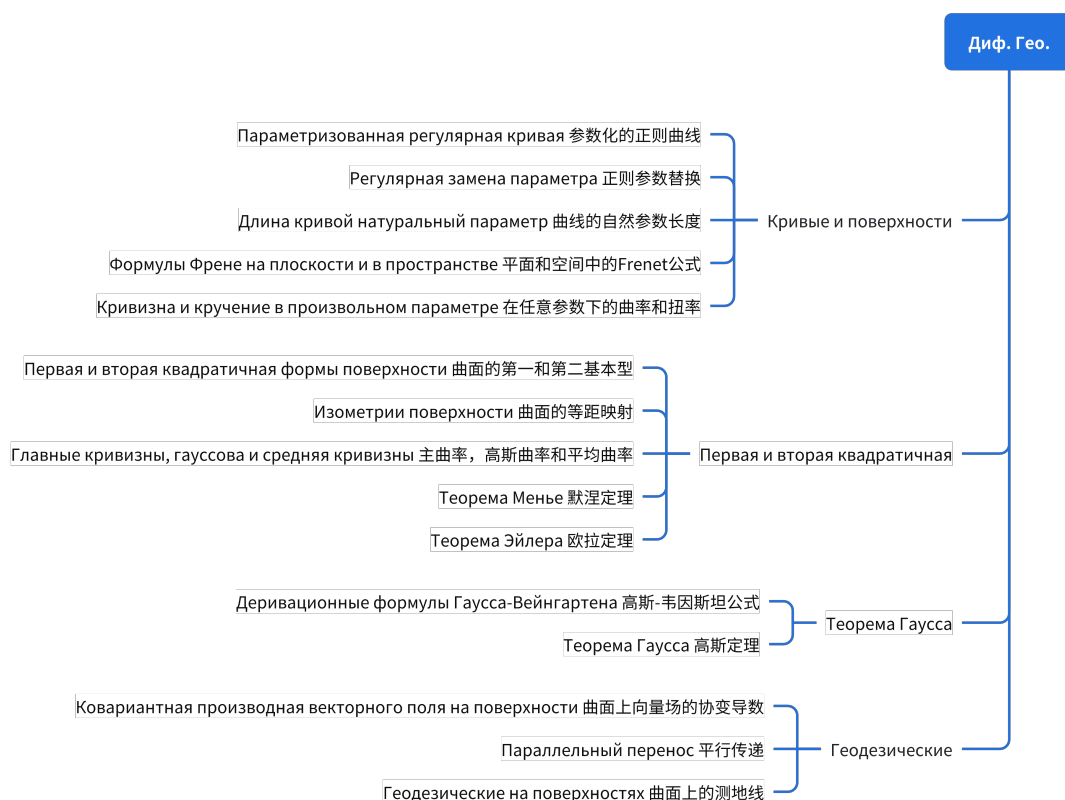 Диф. Гео.
Параметризованная регулярная кривая 参数化的正则曲线
Регулярная замена параметра 正则参数替换
Длина кривой натуральный параметр 曲线的自然参数长度
Формулы Френе на плоскости и в пространстве 平面和空间中的Frenet公式
Кривизна и кручение в произвольном параметре 在任意参数下的曲率和扭率
Кривые и поверхности
Первая и вторая квадратичная формы поверхности 曲面的第一和第二基本型
Изометрии поверхности 曲面的等距映射
Главные кривизны, гауссова и средняя кривизны 主曲率，高斯曲率和平均曲率
Теорема Менье 默涅定理
Теорема Эйлера 欧拉定理
Первая и вторая квадратичная
Деривационные формулы Гаусса-Вейнгартена 高斯-韦因斯坦公式
Теорема Гаусса 高斯定理
Теорема Гаусса
Ковариантная производная векторного поля на поверхности 曲面上向量场的协变导数
Параллельный перенос 平行传递
Геодезические на поверхностях 曲面上的测地线
Геодезические